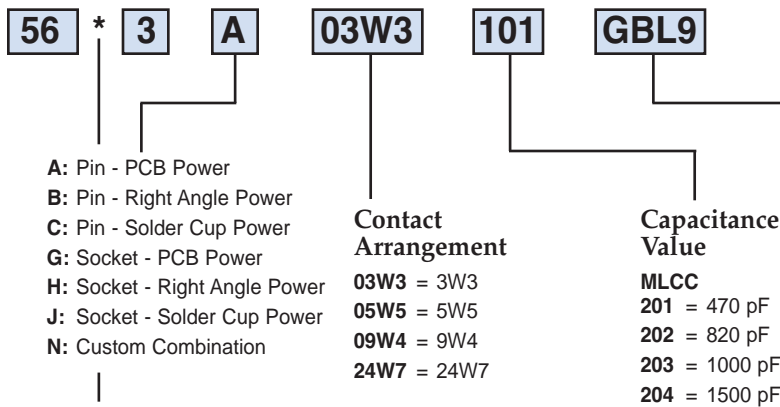 56 * 3 A 03W3 101 GBL9
A: Pin - PCB Power
B: Pin - Right Angle Power
C: Pin - Solder Cup Power
G: Socket - PCB Power
H: Socket - Right Angle Power
J: Socket - Solder Cup Power
N: Custom Combination
Contact
Arrangement
03W3 = 3W3
05W5 = 5W5
09W4 = 9W4
24W7 = 24W7
Capacitance
Value
MLCC
201 = 470 pF
202 = 820 pF
203 = 1000 pF
204 = 1500 pF